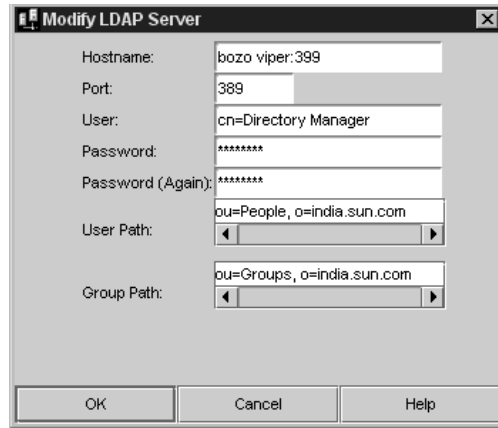 Modify LDAP Server
Hostname: bozo viper:399
Port: 389
User: cn=Directory Manager
Password: ********
Password (Again): ********
User Path: ou=People, o=india.sun.com
Group Path: ou=Groups, o=india.sun.com
OK Cancel Help